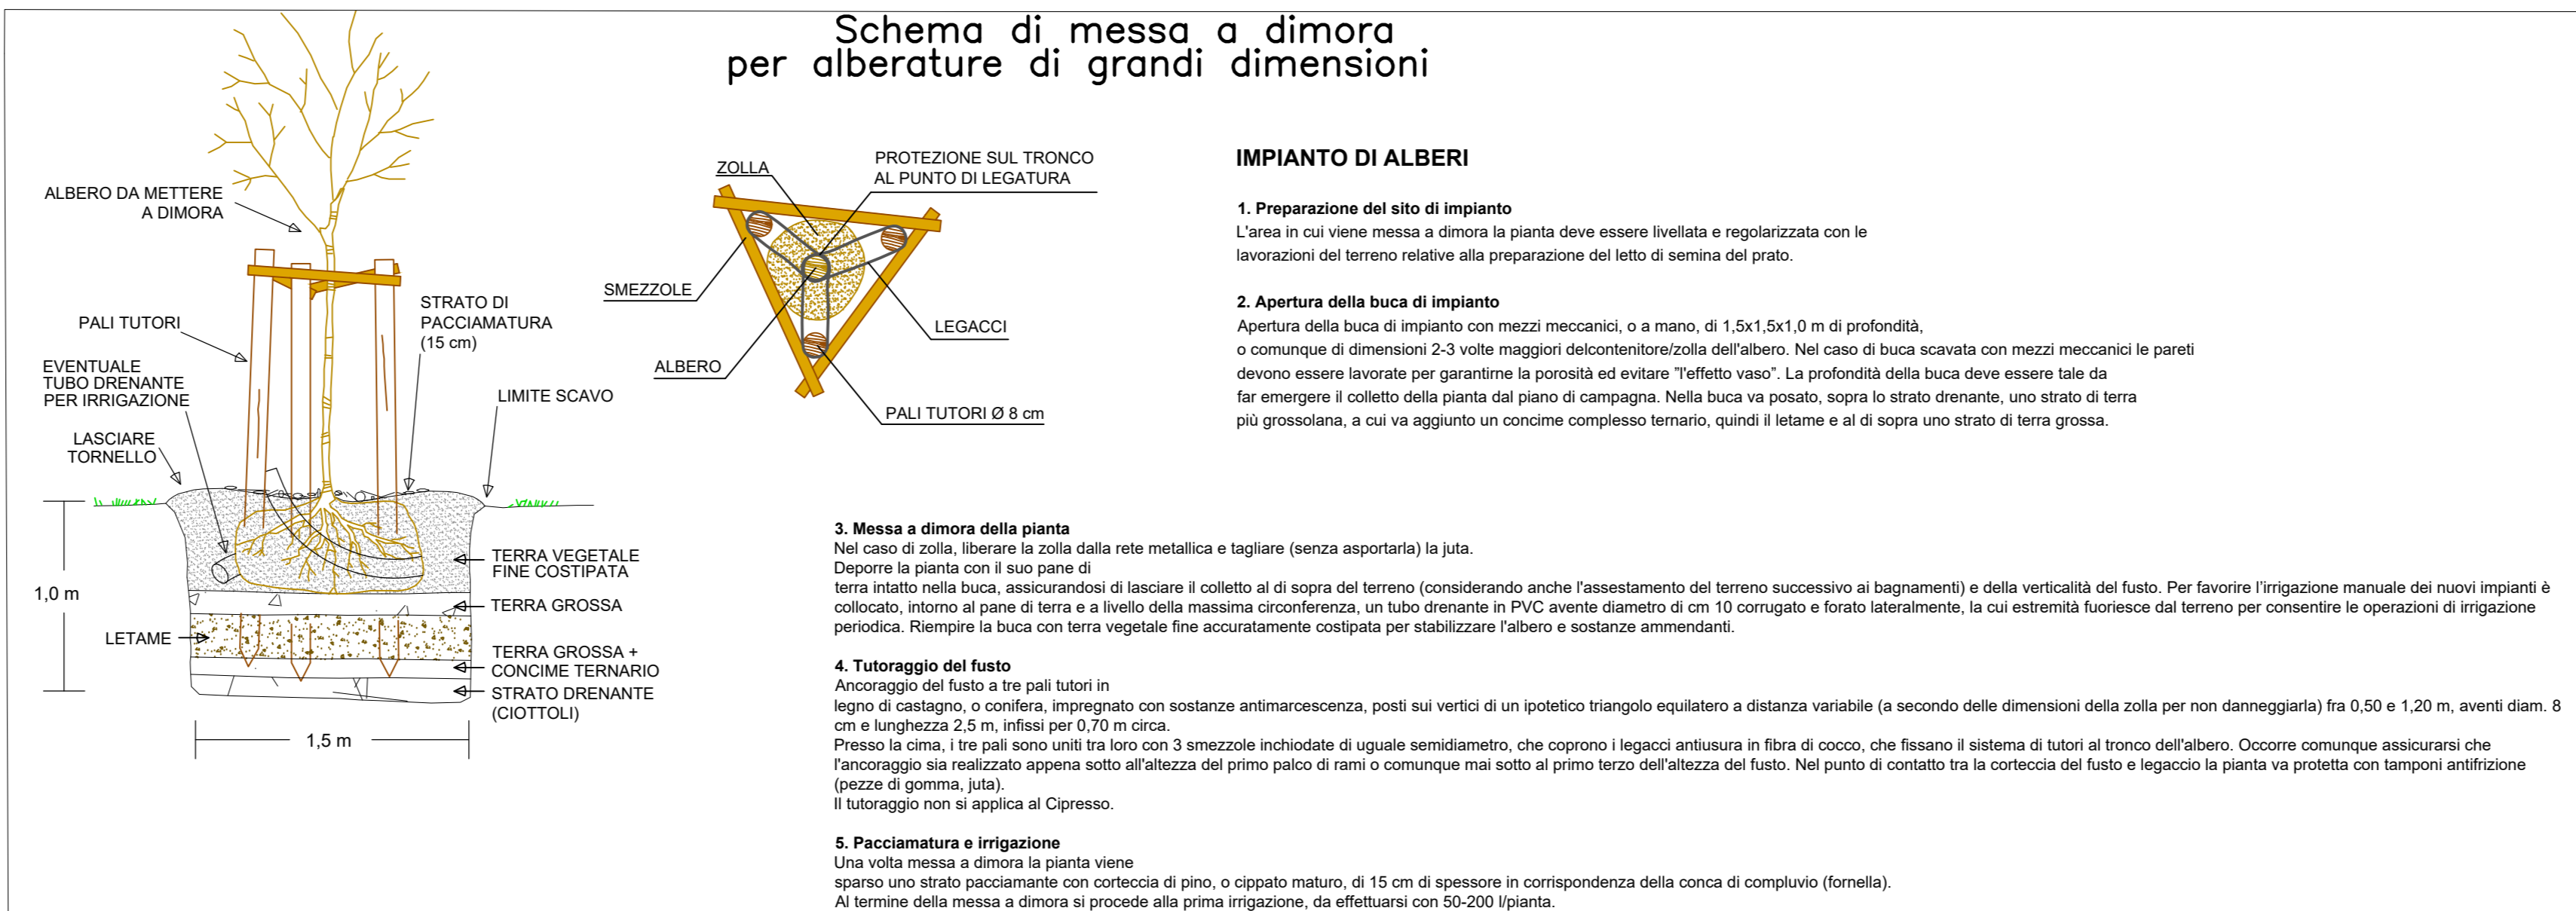 Schema di messa a dimora
per alberature di grandi dimensioni
ALBERO DA METTERE
A DIMORA
PALI TUTORI
EVENTUALE
TUBO DRENANTE
PER IRRIGAZIONE
LASCIARE
TORNELLO
STRATO DI
PACCIAMATURA
(15 cm)
LIMITE SCAVO
1,0 m
LETAME
TERRA VEGETALE
FINE COSTIPATA
TERRA GROSSA
TERRA GROSSA +
CONCIME TERNARIO
STRATO DRENANTE
(CIOTTOLI)
1,5 m
ZOLLA
PROTEZIONE SUL TRONCO
AL PUNTO DI LEGATURA
SMEZZOLE
LEGACCI
ALBERO
PALI TUTORI Ø 8 cm
IMPIANTO DI ALBERI
1. Preparazione del sito di impianto
L'area in cui viene messa a dimora la pianta deve essere livellata e regolarizzata con le
lavorazioni del terreno relative alla preparazione del letto di semina del prato.
2. Apertura della buca di impianto
Apertura della buca di impianto con mezzi meccanici, o a mano, di 1,5x1,5x1,0 m di profondità,
o comunque di dimensioni 2-3 volte maggiori delcontenitore/zolla dell'albero. Nel caso di buca scavata con mezzi meccanici le pareti
devono essere lavorate per garantirne la porosità ed evitare "l'effetto vaso". La profondità della buca deve essere tale da
far emergere il colletto della pianta dal piano di campagna. Nella buca va posato, sopra lo strato drenante, uno strato di terra
più grossolana, a cui va aggiunto un concime complesso ternario, quindi il letame e al di sopra uno strato di terra grossa.
3. Messa a dimora della pianta
Nel caso di zolla, liberare la zolla dalla rete metallica e tagliare (senza asportarla) la juta.
Deporre la pianta con il suo pane di
terra intatto nella buca, assicurandosi di lasciare il colletto al di sopra del terreno (considerando anche l'assestamento del terreno successivo ai bagnamenti) e della verticalità del fusto. Per favorire l'irrigazione manuale dei nuovi impianti è
collocato, intorno al pane di terra e a livello della massima circonferenza, un tubo drenante in PVC avente diametro di cm 10 corrugato e forato lateralmente, la cui estremità fuoriesce dal terreno per consentire le operazioni di irrigazione
periodica. Riempire la buca con terra vegetale fine accuratamente costipata per stabilizzare l'albero e sostanze ammendanti.
4. Tutoraggio del fusto
Ancoraggio del fusto a tre pali tutori in
legno di castagno, o conifera, impregnato con sostanze antimarcescenza, posti sui vertici di un ipotetico triangolo equilatero a distanza variabile (a secondo delle dimensioni della zolla per non danneggiarla) fra 0,50 e 1,20 m, aventi diam. 8
cm e lunghezza 2,5 m, infissi per 0,70 m circa.
Presso la cima, i tre pali sono uniti tra loro con 3 smezzole inchiodate di uguale semidiametro, che coprono i legacci antiusura in fibra di cocco, che fissano il sistema di tutori al tronco dell'albero. Occorre comunque assicurarsi che
l'ancoraggio sia realizzato appena sotto all'altezza del primo palco di rami o comunque mai sotto al primo terzo dell'altezza del fusto. Nel punto di contatto tra la corteccia del fusto e legaccio la pianta va protetta con tamponi antifrizione
(pezze di gomma, juta).
Il tutoraggio non si applica al Cipresso.
5. Pacciamatura e irrigazione
Una volta messa a dimora la pianta viene
sparso uno strato pacciamante con corteccia di pino, o cippato maturo, di 15 cm di spessore in corrispondenza della conca di compluvio (fornella).
Al termine della messa a dimora si procede alla prima irrigazione, da effettuarsi con 50-200 l/pianta.